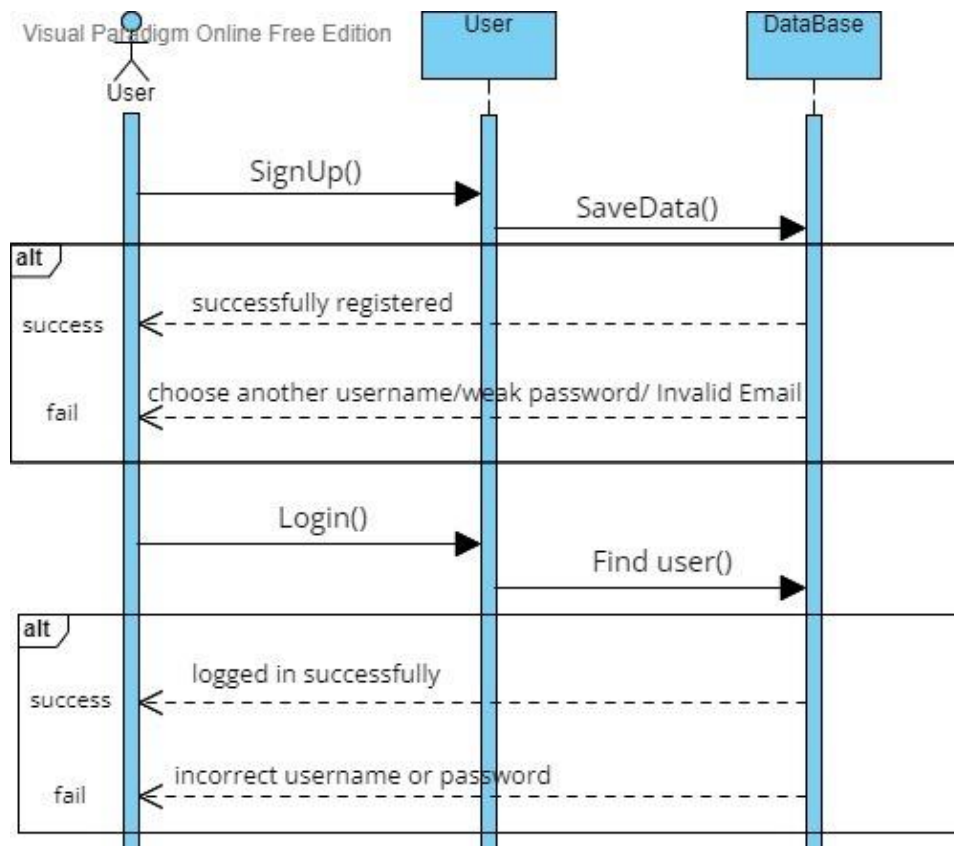 Visual Paradigm Online Free Edition
User
DataBase
User
SignUp()
SaveData()
alt
successfully registered
success
choose another username/weak password/ Invalid Email
fail
Login()
Find user()
alt
logged in successfully
success
incorrect username or password
fail